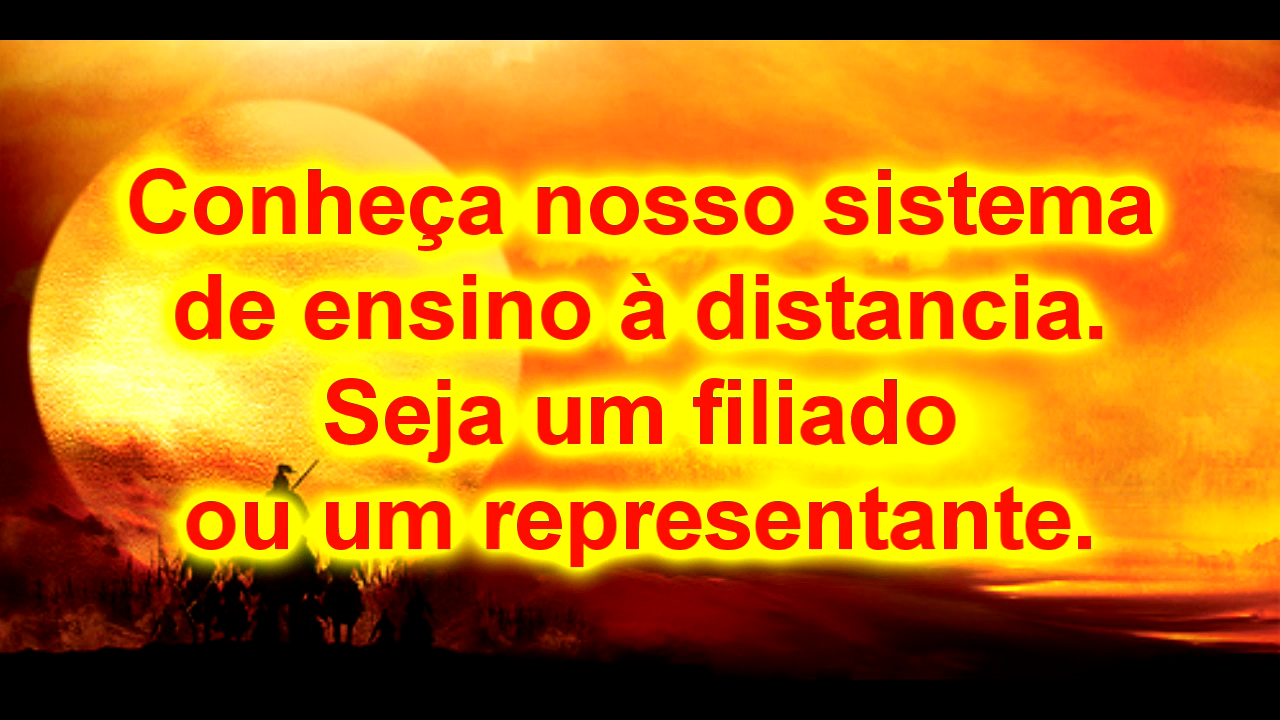 Conheça nosso sistema
de ensino à distancia.
Seja um filiado
ou um representante.